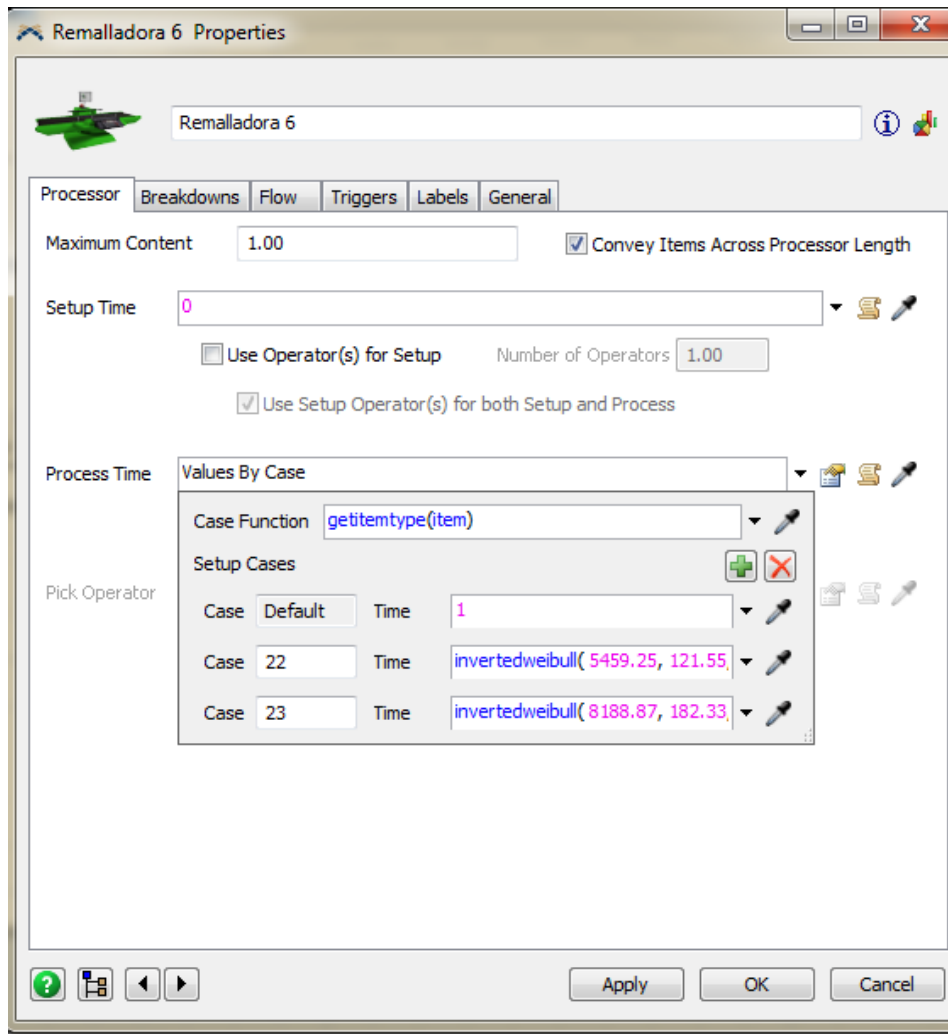 Remalladora 6 Properties
Remalladora 6
Processor Breakdowns Flow Triggers Labels General
Maximum Content 1.00 Convey Items Across Processor Length
Setup Time 0
Use Operator(s) for Setup Number of Operators 1.00
Use Setup Operator(s) for both Setup and Process
Process Time Values By Case
Case Function getitemtype(item)
Setup Cases
Pick Operator
Case Default Time 1
Case 22 Time invertedweibull( 5459.25, 121.55,
Case 23 Time invertedweibull( 8188.87, 182.33,
Apply OK Cancel